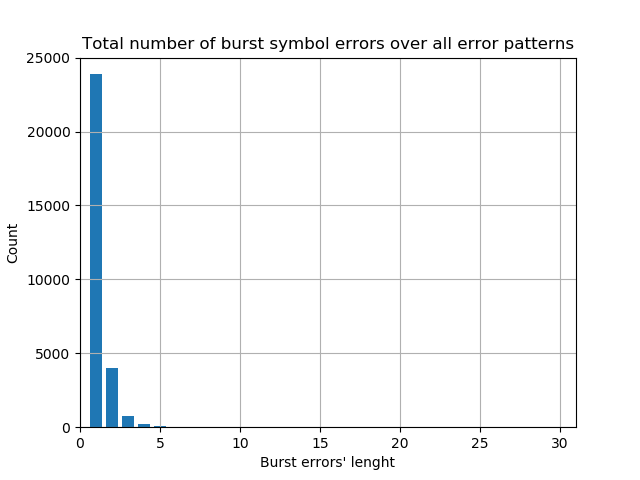 Total number of burst symbol errors over all error patterns
25000
20000
15000
10000
5000
0
Count
0 5 10 15 20 25 30
Burst errors' lenght